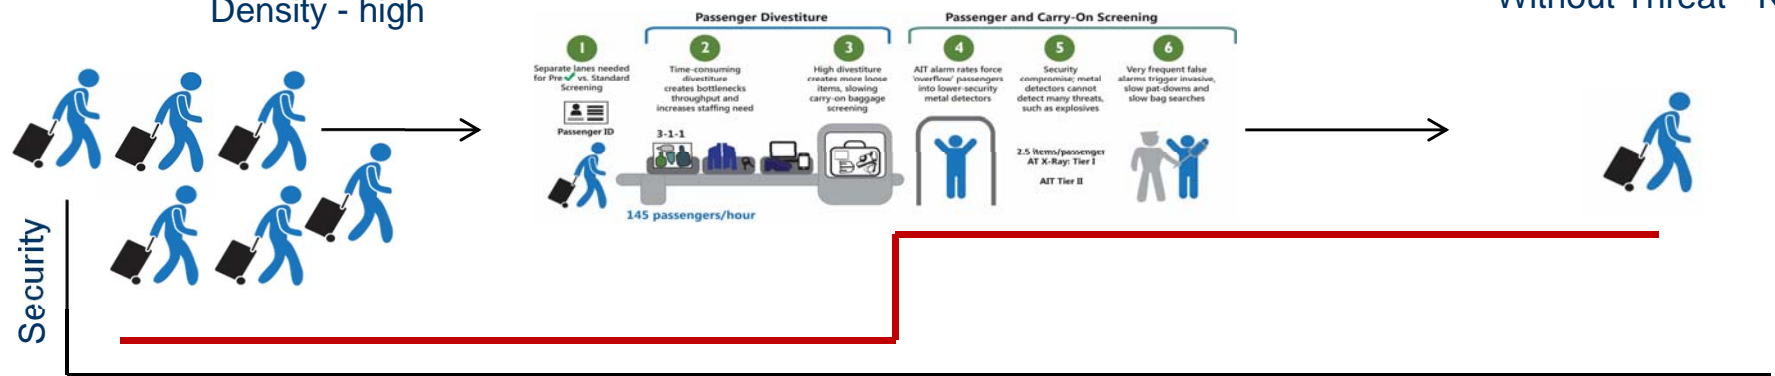 Density - high
Without Threat -
Passenger Divestiture
Passenger and Carry-On Screening
1
Separate lanes needed
for Pre✓ vs. Standard
Screening
Passenger ID
2
Time-consuming
divestiture
creates bottlenecks
throughput and
increases staffing need
3
High divestiture
creates more loose
items, slowing
carry-on baggage
screening
4
AIT alarm rates force
'overflow' passengers
into lower-security
metal detectors
5
Security
compromise; metal
detectors cannot
detect many threats,
such as explosives
6
Very frequent false
alarms trigger invasive,
slow pat-downs and
slow bag searches
3-1-1
2.5 items/passenger
AT X-Ray: Tier I
AIT Tier II
145 passengers/hour
Security